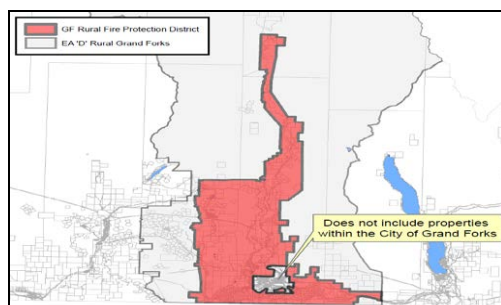 GF Rural Fire Protection District
EA 'D' Rural Grand Forks
Does not include properties
within the City of Grand Forks